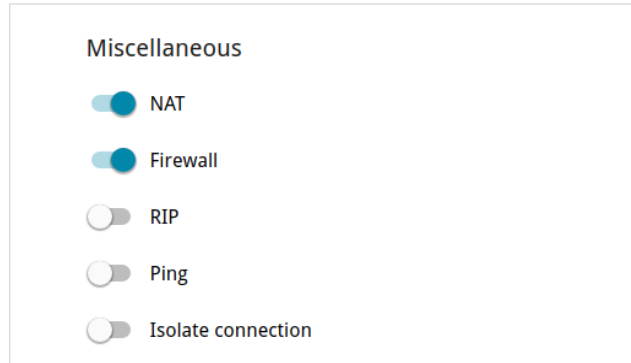 Miscellaneous
NAT
Firewall
RIP
Ping
Isolate connection